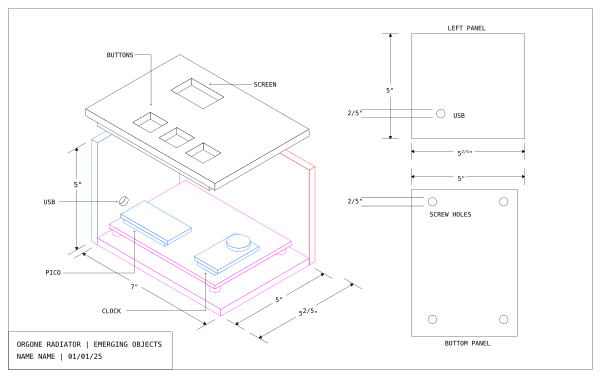 BUTTONS
SCREEN
5"
USB
PICO
CLOCK
7"
5"
5 2/5"
LEFT PANEL
5"
2/5"
USB
5 2/5"
5"
2/5"
SCREW HOLES
BOTTOM PANEL
ORGONE RADIATOR | EMERGING OBJECTS
NAME NAME | 01/01/25